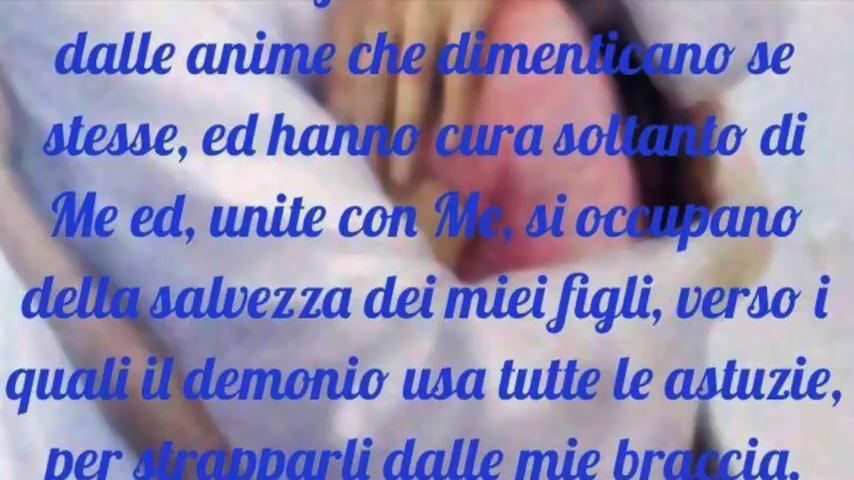 dalle anime che dimenticano se
stesse, ed hanno cura soltanto di
Me ed, unite con Me, si occupano
della salvezza dei miei figli, verso i
quali il demonio usa tutte le astuzie,
per strapparli dalle mie braccia.